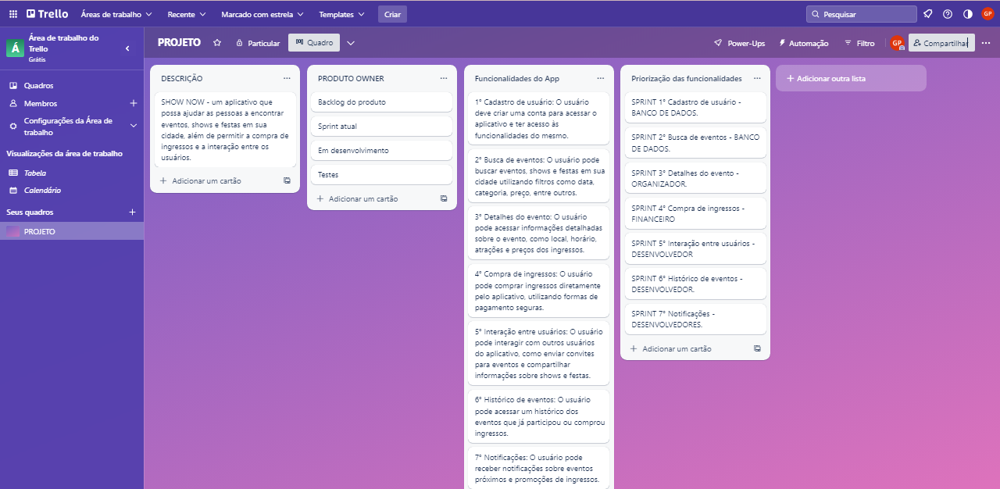 Trello
Áreas de trabalho
Recente
Marcado com estrela
Templates
Criar
Pesquisar
GP
Á
Área de trabalho do
Trello
Grátis
PROJETO
Particular
Quadro
Power-Ups
Automação
Filtro
GP
Compartilhar
Quadros
Membros
Configurações da Área de
trabalho
Visualizações da área de trabalho
Tabela
Calendário
Seus quadros
PROJETO
DESCRIÇÃO
SHOW NOW - um aplicativo que
possa ajudar as pessoas a encontrar
eventos, shows e festas em sua
cidade, além de permitir a compra de
ingressos e a interação entre os
usuários.
Adicionar um cartão
PRODUTO OWNER
Backlog do produto
Sprint atual
Em desenvolvimento
Testes
Adicionar um cartão
Funcionalidades do App
1° Cadastro de usuário: O usuário
deve criar uma conta para acessar o
aplicativo e ter acesso às
funcionalidades do mesmo.
2° Busca de eventos: O usuário pode
buscar eventos, shows e festas em sua
cidade utilizando filtros como data,
categoria, preço, entre outros.
3° Detalhes do evento: O usuário
pode acessar informações detalhadas
sobre o evento, como local, horário,
atrações e preços dos ingressos.
4° Compra de ingressos: O usuário
pode comprar ingressos diretamente
pelo aplicativo, utilizando formas de
pagamento seguras.
5° Interação entre usuários: O usuário
pode interagir com outros usuários
do aplicativo, como enviar convites
para eventos e compartilhar
informações sobre shows e festas.
6° Histórico de eventos: O usuário
pode acessar um histórico dos
eventos que já participou ou comprou
ingressos.
7° Notificações: O usuário pode
receber notificações sobre eventos
próximos e promoções de ingressos.
Priorização das funcionalidades
SPRINT 1° Cadastro de usuário -
BANCO DE DADOS.
SPRINT 2° Busca de eventos - BANCO
DE DADOS.
SPRINT 3° Detalhes do evento -
ORGANIZADOR.
SPRINT 4° Compra de ingressos -
FINANCEIRO
SPRINT 5° Interação entre usuários -
DESENVOLVEDOR
SPRINT 6° Histórico de eventos -
DESENVOLVEDOR.
SPRINT 7° Notificações -
DESENVOLVEDORES.
Adicionar um cartão
Adicionar outra lista